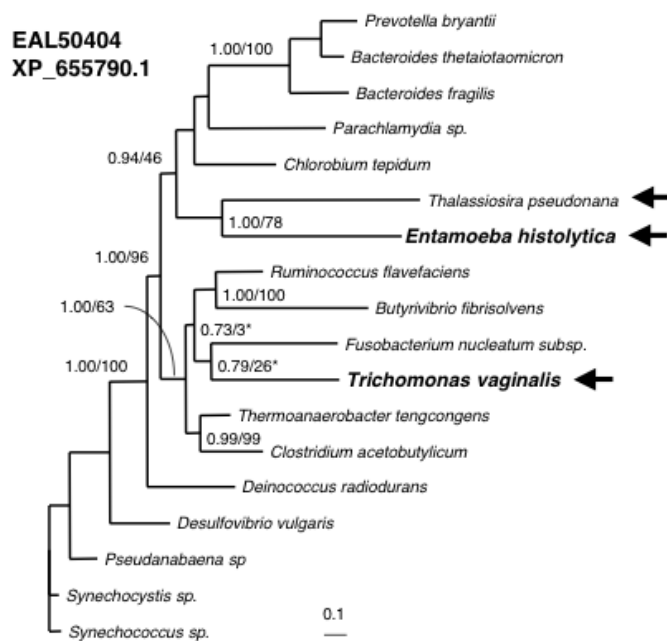 EAL50404
XP_655790.1
Prevotella bryantii
1.00/100
Bacteroides thetaiotaomicron
Bacteroides fragilis
Parachlamydia sp.
0.94/46
Chlorobium tepidum
Thalassiosira pseudonana
1.00/78
Entamoeba histolytica
1.00/96
Ruminococcus flavefaciens
1.00/100
1.00/63
Butyrivibrio fibrisolvens
0.73/3*
Fusobacterium nucleatum subsp.
1.00/100
0.79/26*
Trichomonas vaginalis
Thermoanaerobacter tengcongens
0.99/99
Clostridium acetobutylicum
Deinococcus radiodurans
Desulfovibrio vulgaris
Pseudanabaena sp
Synechocystis sp.
0.1
Synechococcus sp.